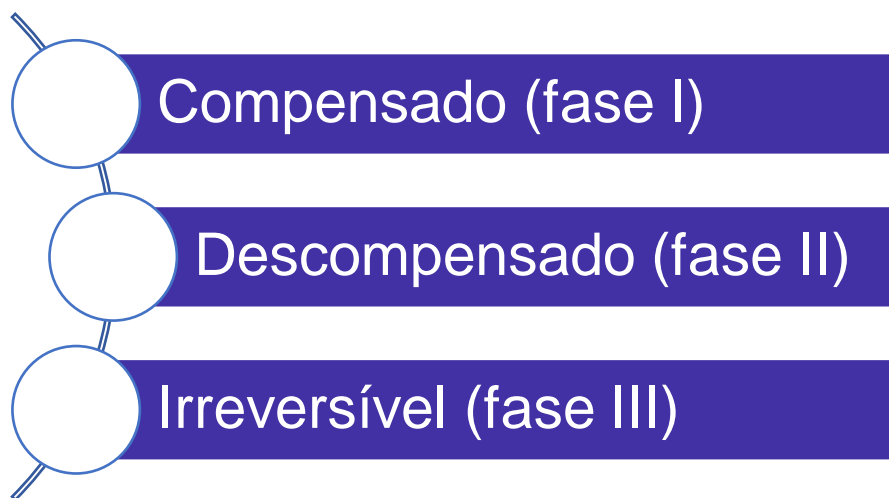 Compensado (fase I)
Descompensado (fase II)
Irreversível (fase III)